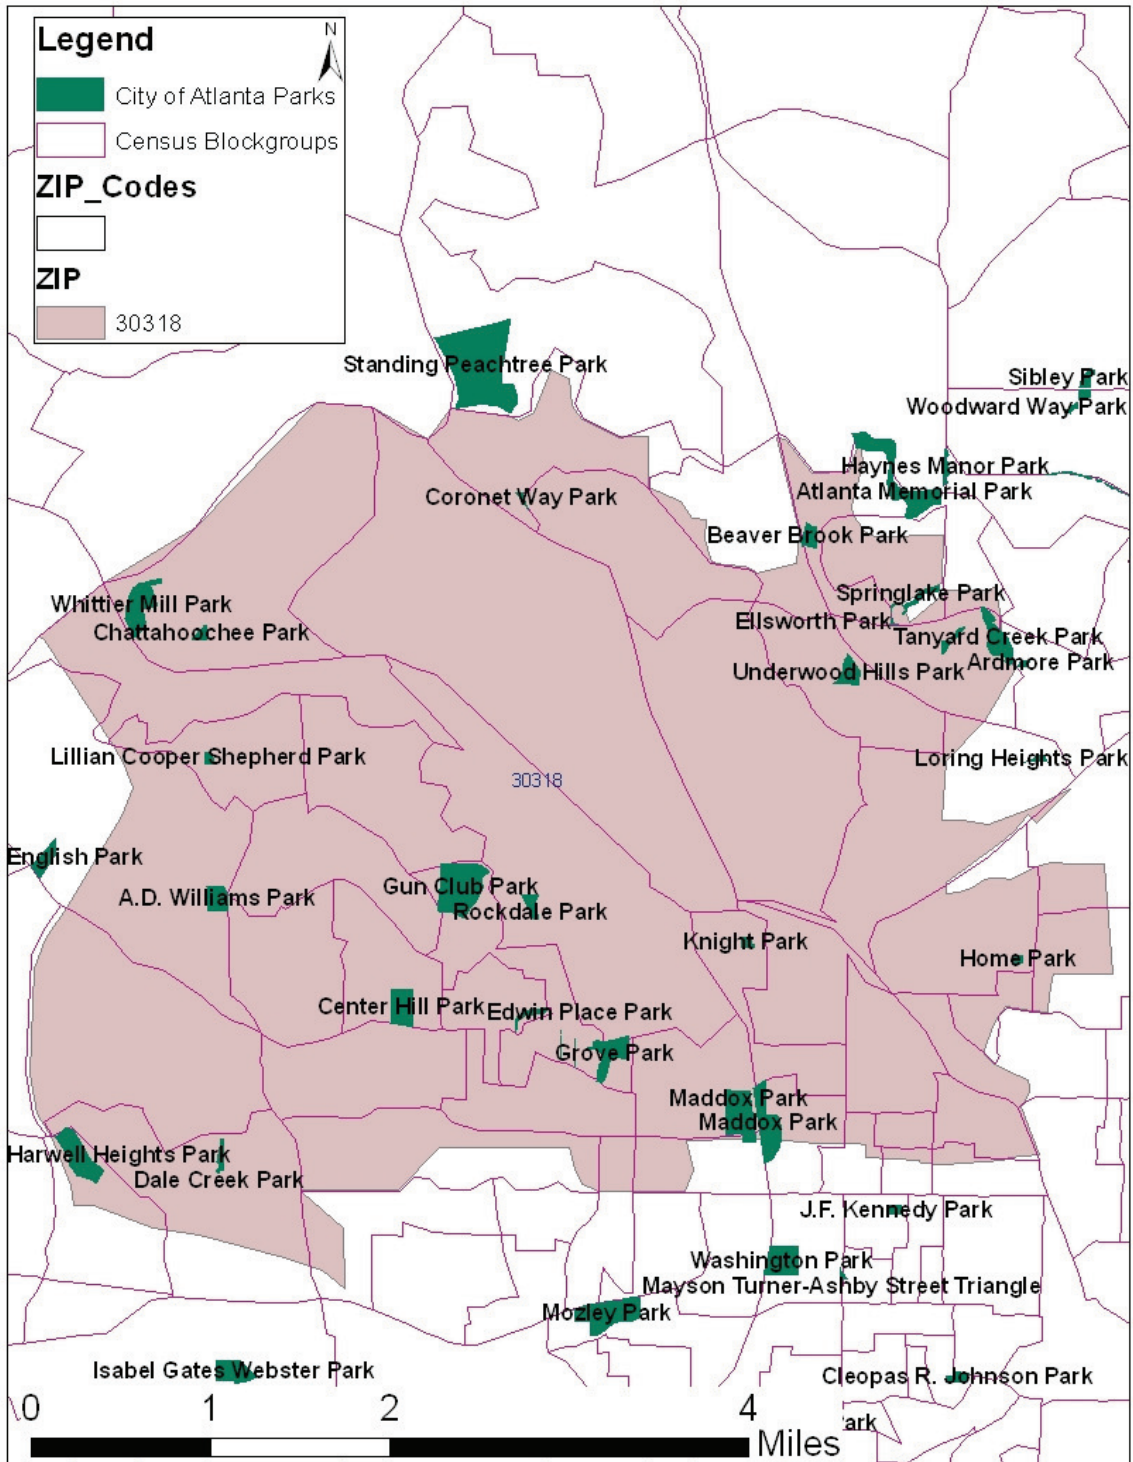 Legend
N
City of Atlanta Parks
Census Blockgroups
ZIP_Codes
ZIP
30318
Standing Peachtree Park
Sibley Park
Woodward Way Park
Haynes Manor Park
Atlanta Memorial Park
Coronet Way Park
Beaver Brook Park
Springlake Park
Whittier Mill Park
Ellsworth Park
Chattahoochee Park
Tanyard Creek Park
Ardmore Park
Underwood Hills Park
Lillian Cooper Shepherd Park
Loring Heights Park
30318
English Park
Gun Club Park
A.D. Williams Park
Rockdale Park
Knight Park
Home Park
Center Hill Park
Edwin Place Park
Grove Park
Maddox Park
Maddox Park
Harwell Heights Park
Dale Creek Park
J.F. Kennedy Park
Washington Park
Mayson Turner-Ashby Street Triangle
Mozley Park
Isabel Gates Webster Park
Cleopas R. Johnson Park
0 1 2 4
ark
Miles